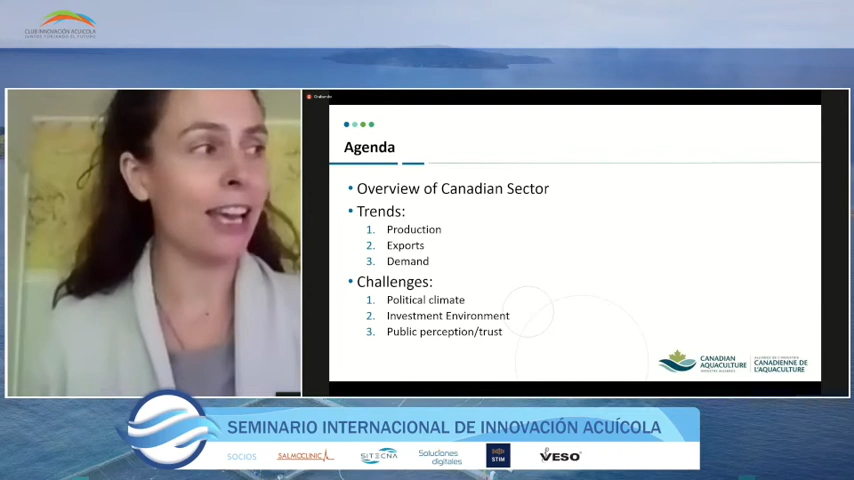 CLUB INNOVACIÓN ACUÍCOLA
Agenda
• Overview of Canadian Sector
• Trends:
1. Production
2. Exports
3. Demand
• Challenges:
1. Political climate
2. Investment Environment
3. Public perception/trust
CANADIAN
AQUACULTURE
INDUSTRY ALLIANCE
ALLIANCE DE L'INDUSTRIE
CANADIENNE DE
L'AQUACULTURE
SEMINARIO INTERNACIONAL DE INNOVACIÓN ACUÍCOLA
SOCIOS
SALMOCLINIC
SITECNA
Soluciones
digitales
STIM
VESO